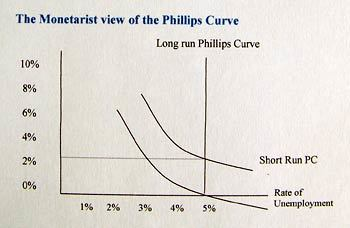 The Monetarist view of the Phillips Curve
Long run Phillips Curve
10%
8%
6%
4%
2%
0%
Short Run PC
Rate of
Unemployment
1% 2% 3% 4% 5%